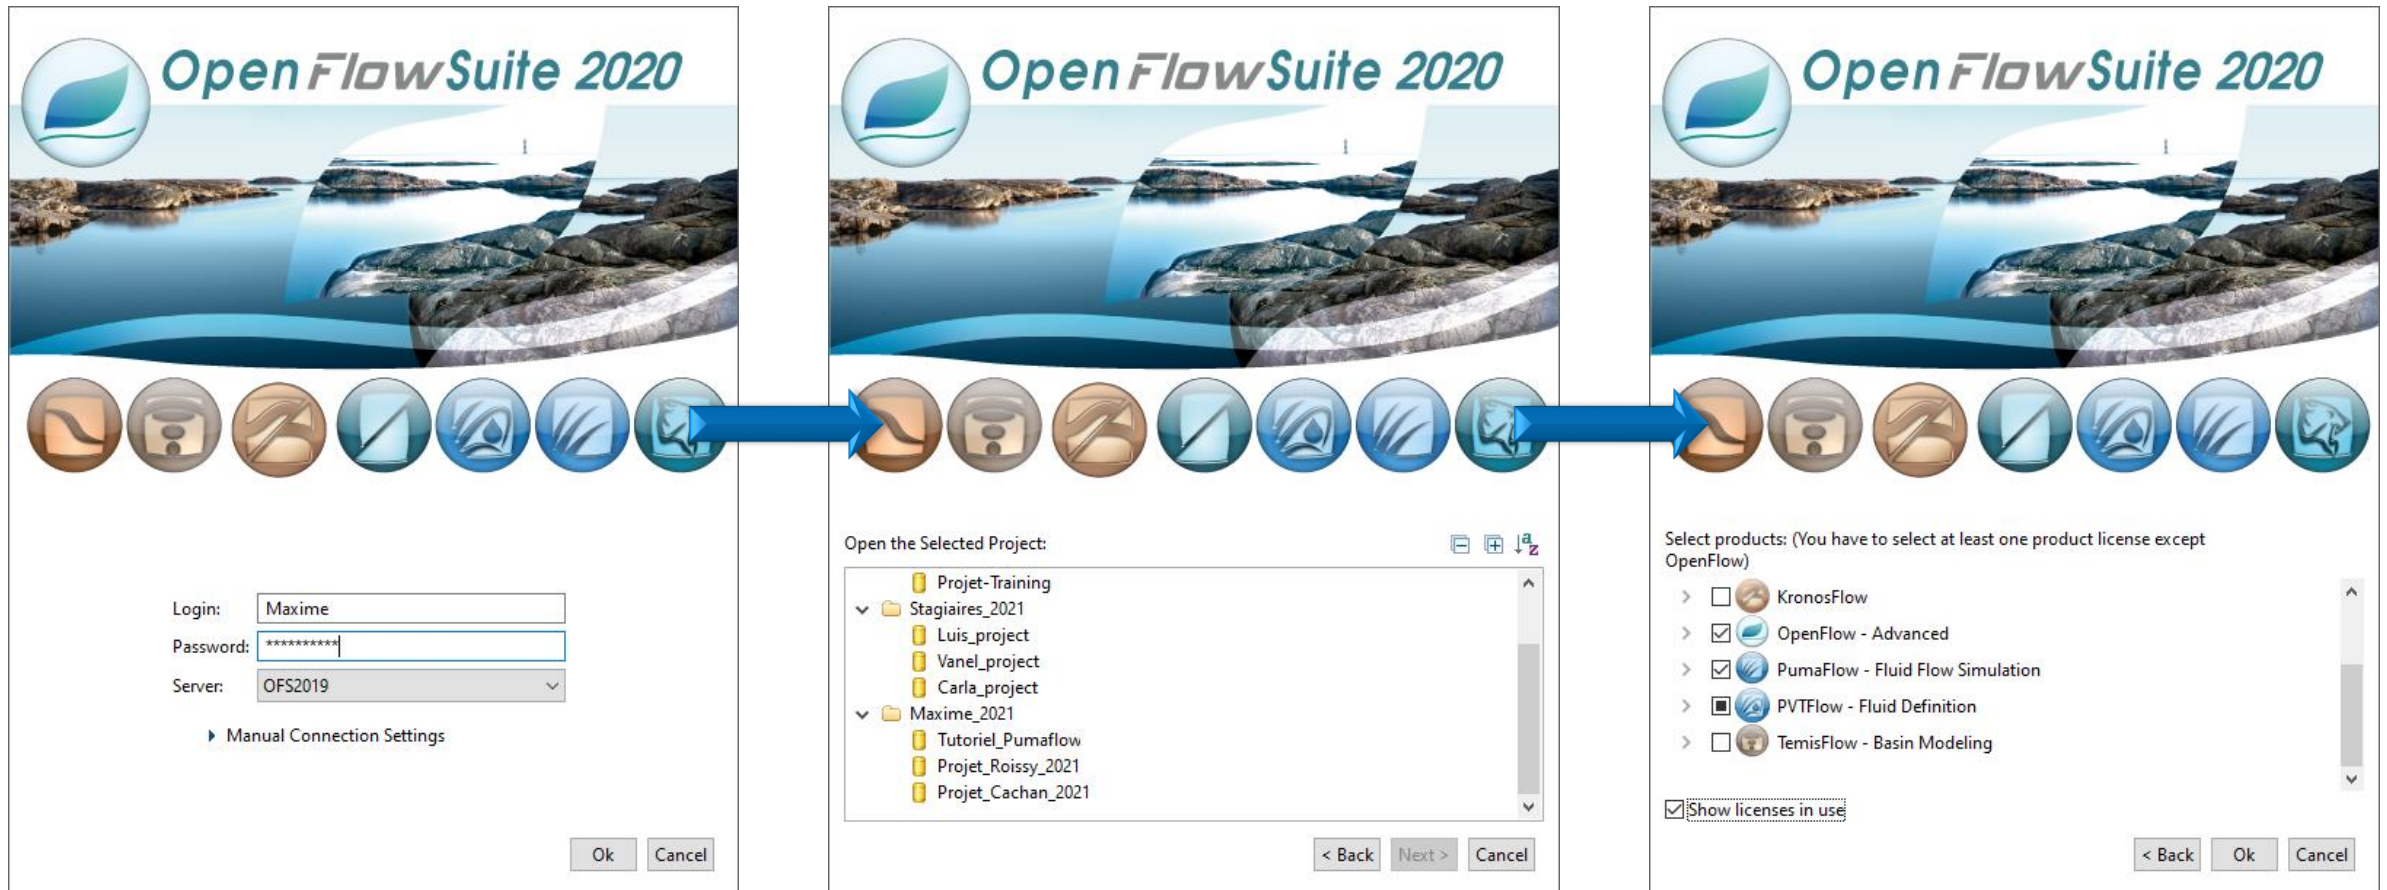 OpenFlowSuite 2020
Login:
Maxime
Password:
**********
Server:
OFS2019
Manual Connection Settings
Ok
Cancel
OpenFlowSuite 2020
Open the Selected Project:
Projet-Training
Stagiaires_2021
Luis_project
Vanel_project
Carla_project
Maxime_2021
Tutoriel_Pumaflow
Projet_Roissy_2021
Projet_Cachan_2021
< Back
Next >
Cancel
OpenFlowSuite 2020
Select products: (You have to select at least one product license except
OpenFlow)
KronosFlow
OpenFlow - Advanced
PumaFlow - Fluid Flow Simulation
PVTFlow - Fluid Definition
TemisFlow - Basin Modeling
Show licenses in use
< Back
Ok
Cancel